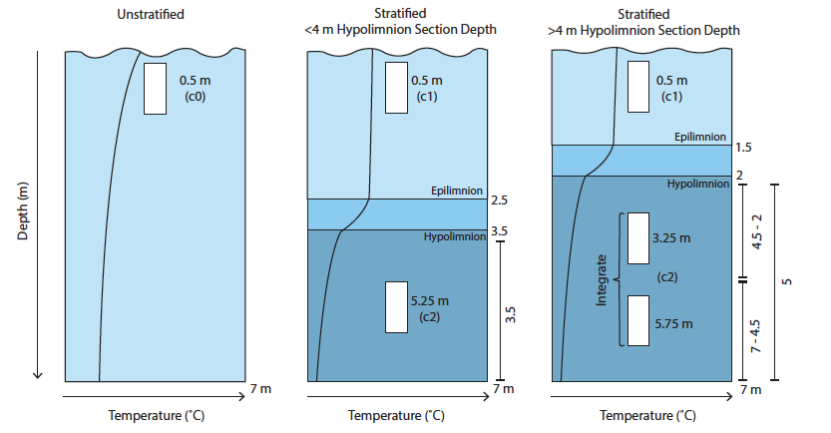 Unstratified
Stratified
<4 m Hypolimnion Section Depth
Stratified
>4 m Hypolimnion Section Depth
Depth (m)
0.5 m
(c0)
7 m
Temperature (˚C)
0.5 m
(c1)
Epilimnion
2.5
3.5
Hypolimnion
5.25 m
(c2)
3.5
7 m
Temperature (˚C)
0.5 m
(c1)
Epilimnion
1.5
2
Hypolimnion
3.25 m
(c2)
5.75 m
Integrate
4.5 - 2
7 - 4.5
5
7 m
Temperature (˚C)